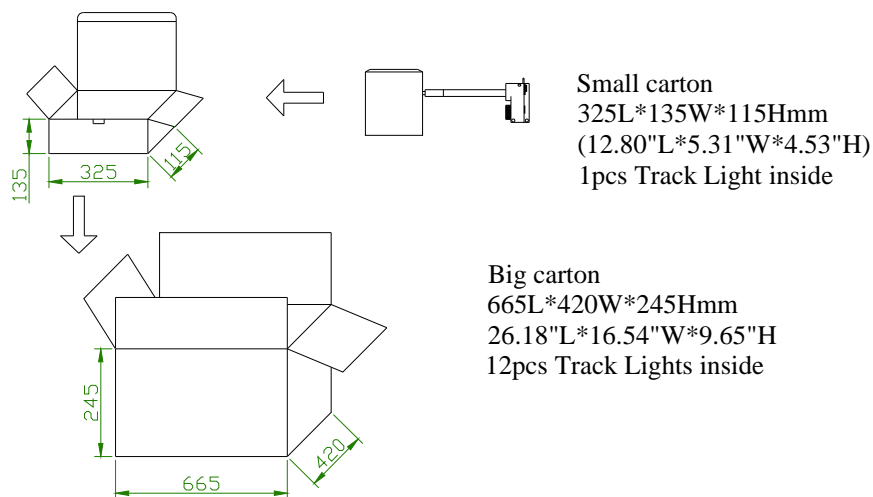 Small carton
325L*135W*115Hmm
(12.80"L*5.31"W*4.53"H)
1pcs Track Light inside
135
325
115
Big carton
665L*420W*245Hmm
26.18"L*16.54"W*9.65"H
12pcs Track Lights inside
245
420
665